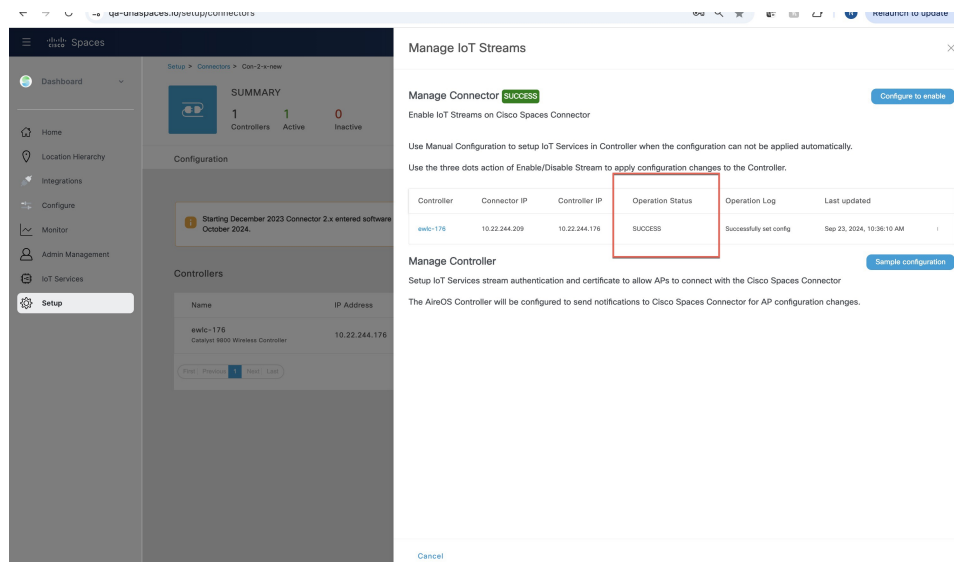 qa-dnaspaces.io/setup/connectors
Relaunch to update
cisco Spaces
Dashboard
Home
Location Hierarchy
Integrations
Configure
Monitor
Admin Management
IoT Services
Setup
Setup > Connectors > Con-2-x-new
SUMMARY
1 1 0
Controllers Active Inactive
Configuration
Starting December 2023 Connector 2.x entered software
October 2024.
Controllers
Name IP Address
ewlc-176
Catalyst 9800 Wireless Controller
10.22.244.176
First Previous 1 Next Last
Manage IoT Streams
Manage Connector SUCCESS
Configure to enable
Enable IoT Streams on Cisco Spaces Connector
Use Manual Configuration to setup IoT Services in Controller when the configuration can not be applied automatically.
Use the three dots action of Enable/Disable Stream to apply configuration changes to the Controller.
Controller Connector IP Controller IP Operation Status Operation Log Last updated
ewlc-176 10.22.244.209 10.22.244.176 SUCCESS Successfully set config Sep 23, 2024, 10:36:10 AM
Manage Controller
Sample configuration
Setup IoT Services stream authentication and certificate to allow APs to connect with the Cisco Spaces Connector
The AireOS Controller will be configured to send notifications to Cisco Spaces Connector for AP configuration changes.
Cancel